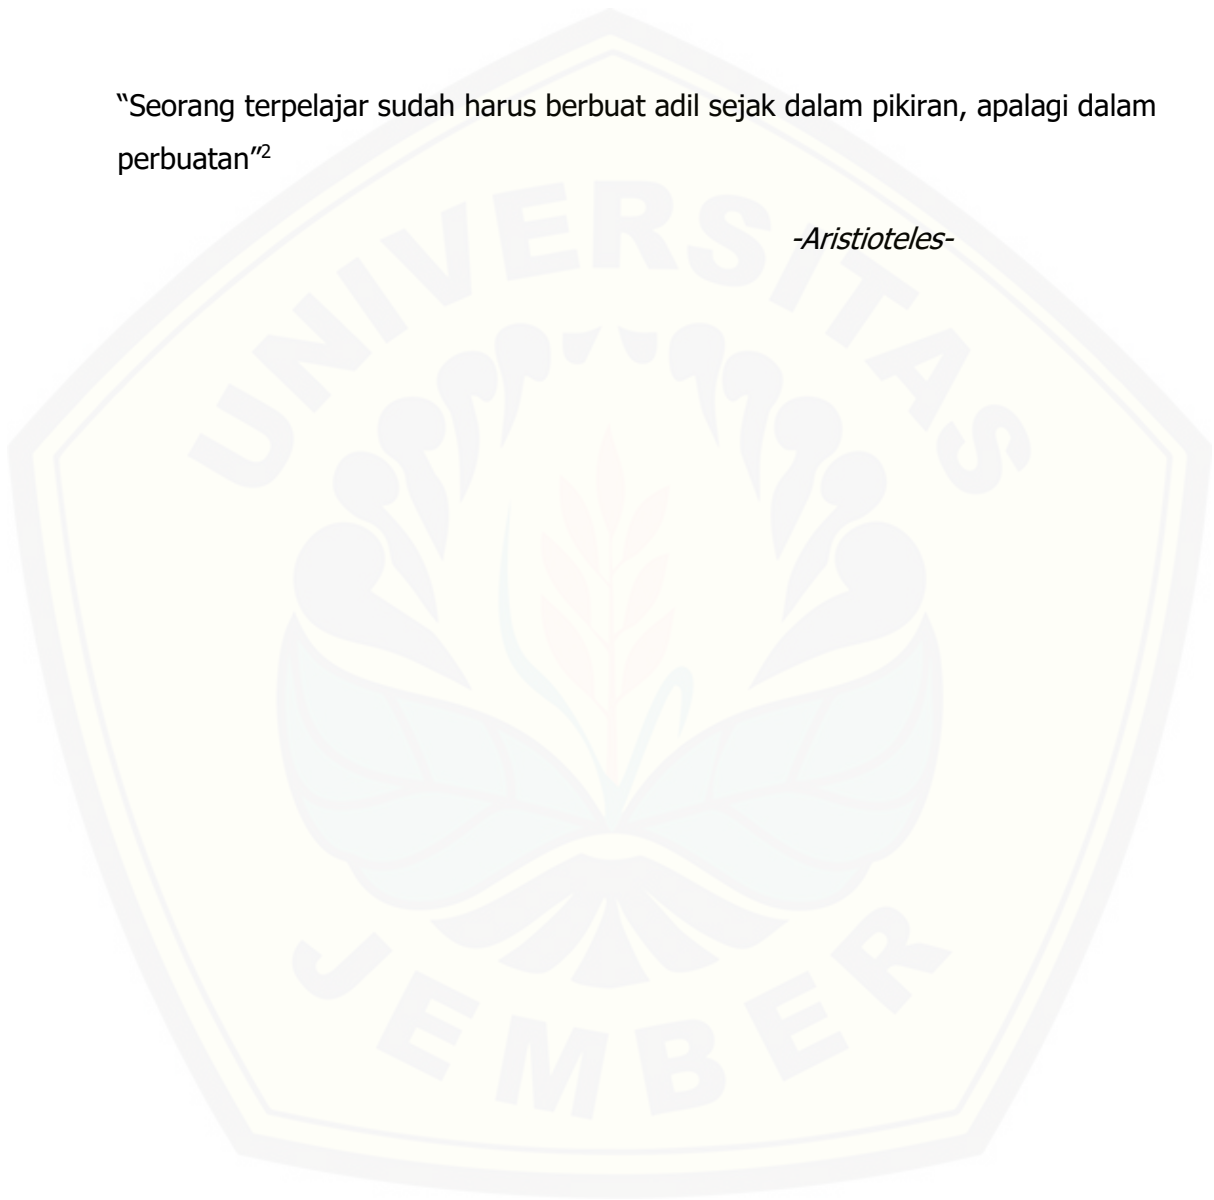 “Seorang terpelajar sudah harus berbuat adil sejak dalam pikiran, apalagi dalam
perbuatan”2
-Aristioteles-
UNIVERSITAS
JEMBER